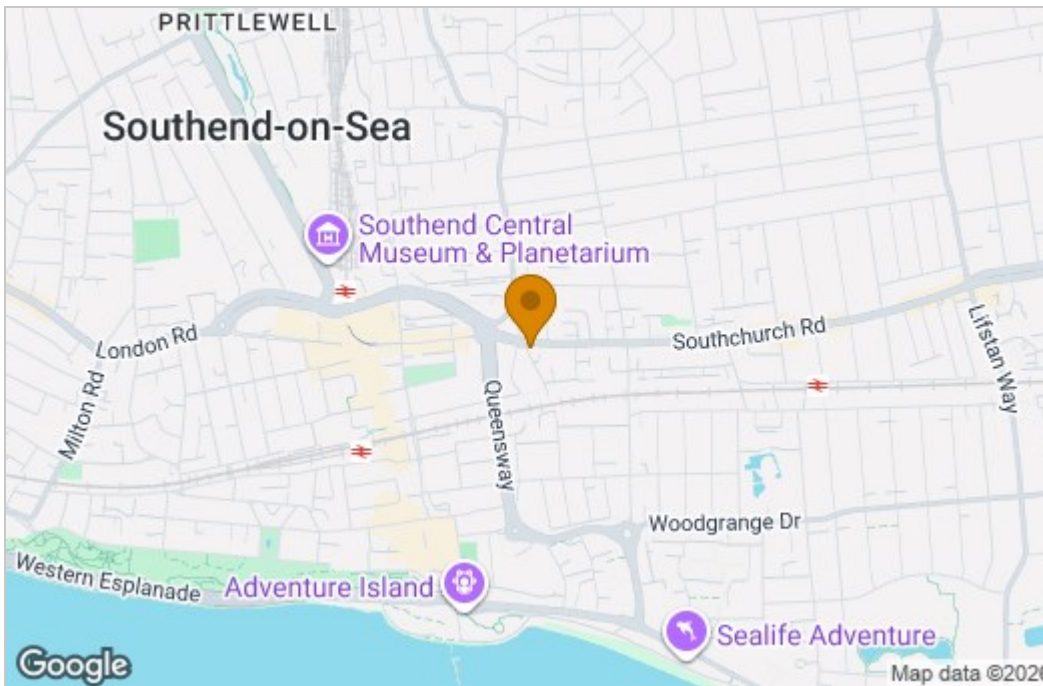 PRITTLEWELL
Southend-on-Sea
Southend Central
Museum & Planetarium
London Rd
Milton Rd
Southchurch Rd
Lifstan Way
Queensway
Woodgrange Dr
Western Esplanade
Adventure Island
Sealife Adventure
Google
Map data ©2026